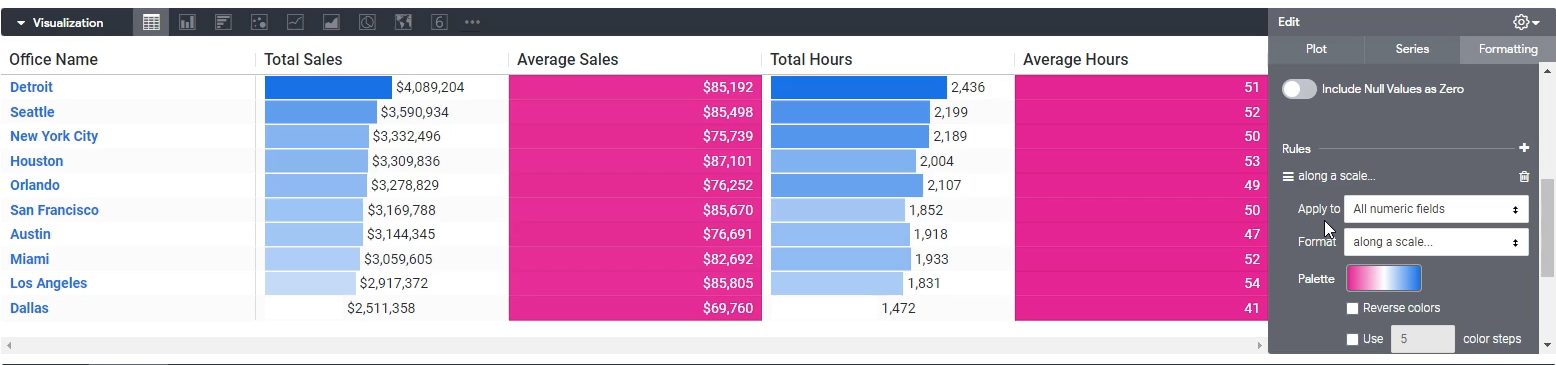 Visualization
6
Edit
Plot Series Formatting
Office Name Total Sales Average Sales Total Hours Average Hours
Detroit $4,089,204 $85,192 2,436 51
Seattle $3,590,934 $85,498 2,199 52
New York City $3,332,496 $75,739 2,189 50
Houston $3,309,836 $87,101 2,004 53
Orlando $3,278,829 $76,252 2,107 49
San Francisco $3,169,788 $85,670 1,852 50
Austin $3,144,345 $76,691 1,918 47
Miami $3,059,605 $82,692 1,933 52
Los Angeles $2,917,372 $85,805 1,831 54
Dallas $2,511,358 $69,760 1,472 41
Include Null Values as Zero
Rules
along a scale...
Apply to All numeric fields
Format along a scale...
Palette
Reverse colors
Use 5 color steps